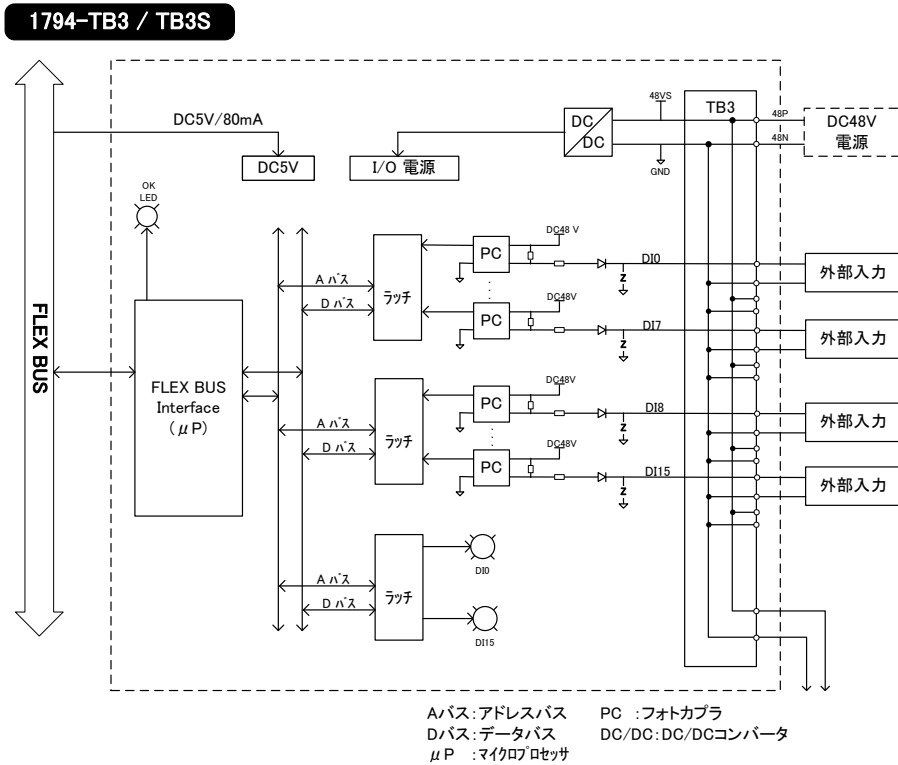 1794-TB3 / TB3S
DC5V/80mA
DC5V
I/O 電源
DC/DC
48VS
GND
TB3
48P
48N
DC48V
電源
OK
LED
FLEX BUS
FLEX BUS
Interface
(μP)
A バス
D バス
ラッチ
PC
DC48 V
Z
DI0
外部入力
PC
DC48V
Z
DI7
外部入力
A バス
D バス
ラッチ
PC
DC48V
Z
DI8
外部入力
PC
DC48V
Z
DI15
外部入力
A バス
D バス
ラッチ
DI0
DI15
Aバス:アドレスバス PC :フォトカプラ
Dバス:データバス DC/DC:DC/DCコンバータ
μP :マイクロプロセッサ